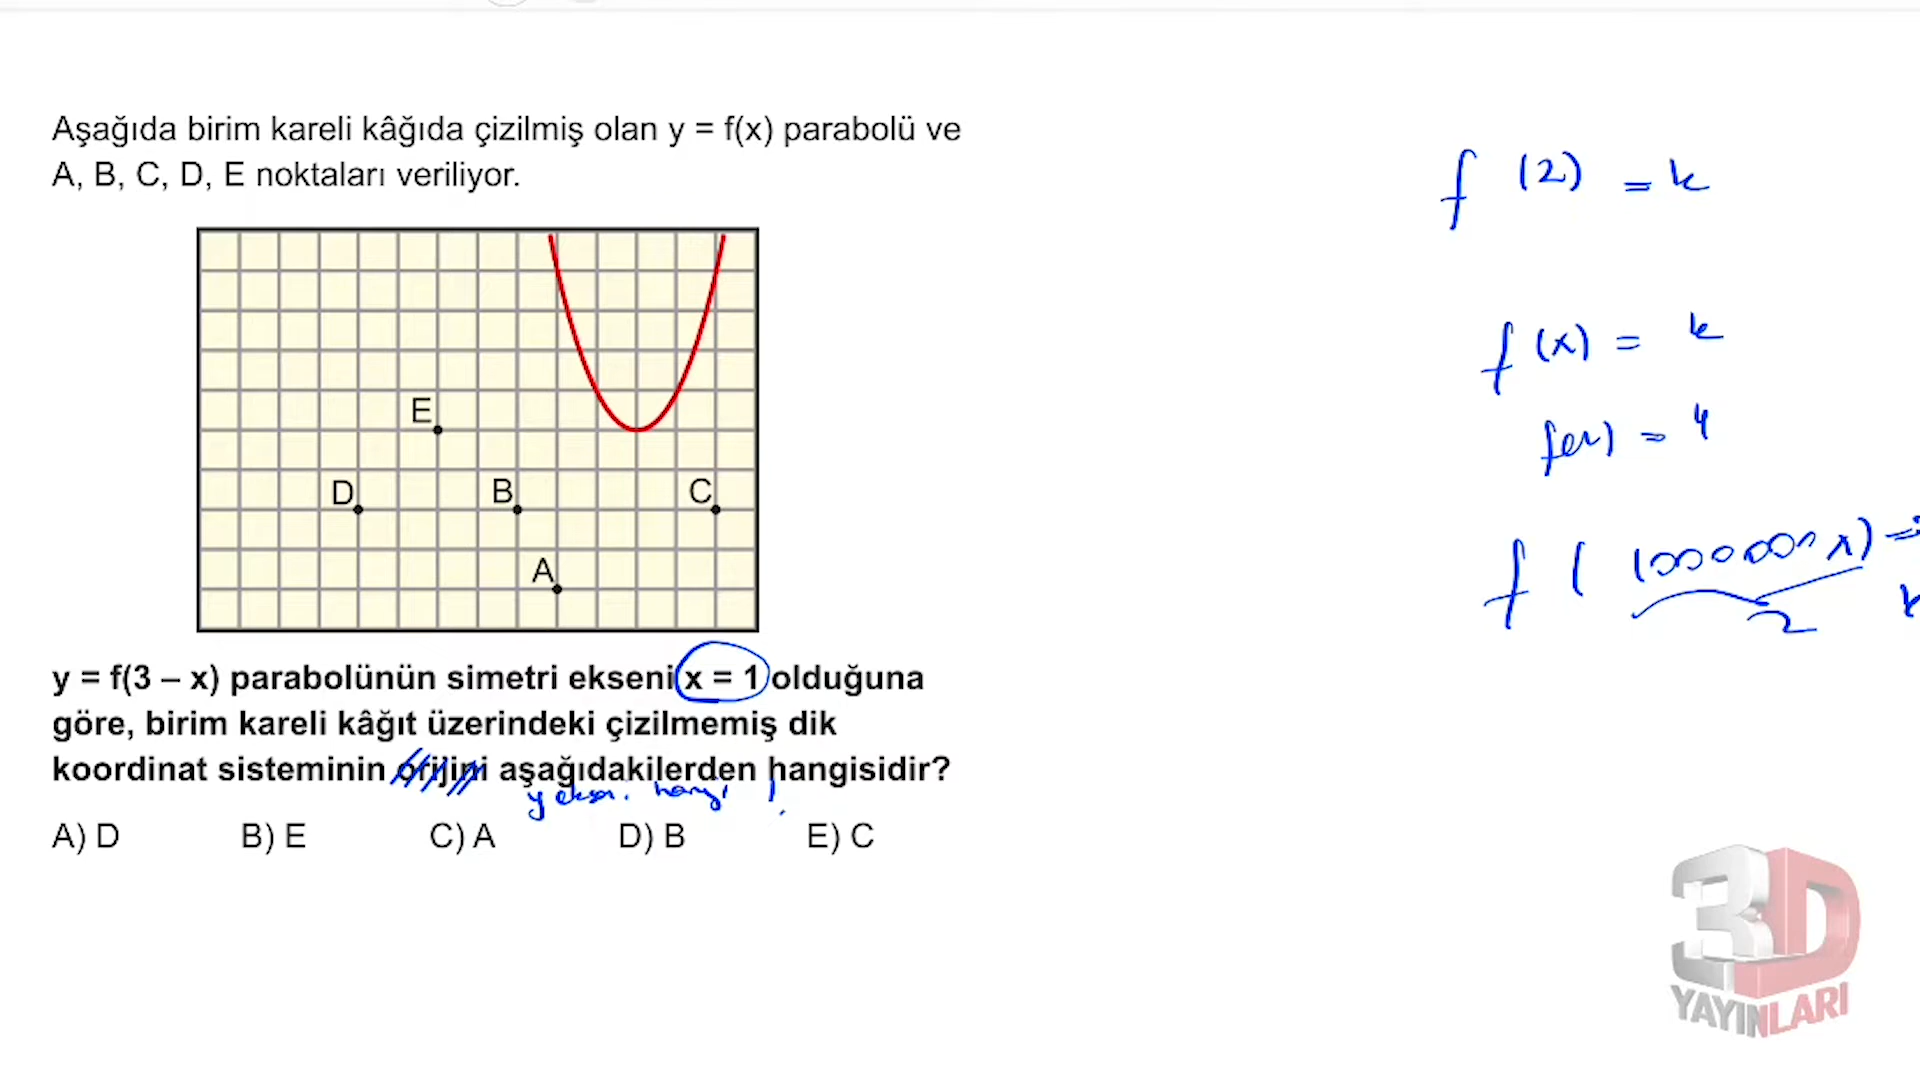 Aşağıda birim kareli kâğıda çizilmiş olan y = f(x) parabolü ve
A, B, C, D, E noktaları veriliyor.
E
D
B
C
A
y = f(3 – x) parabolünün simetri ekseni x = 1 olduğuna
göre, birim kareli kâğıt üzerindeki çizilmemiş dik
koordinat sisteminin orijini aşağıdakilerden hangisidir?
hangi
A) D B) E C) A D) B E) C
f (2) = k
f (x) = k
3D
YAYINLARI